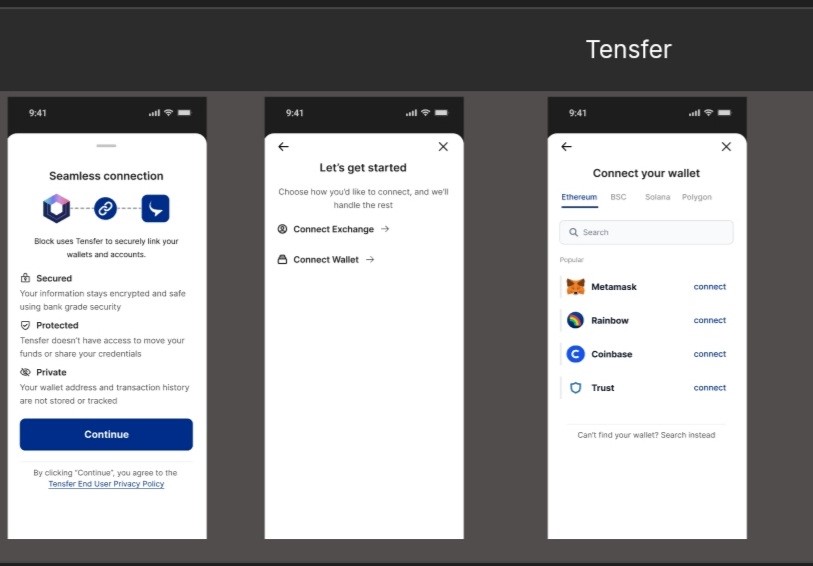 Tensfer
9:41
Seamless connection
Block uses Tensfer to securely link your
wallets and accounts.
Secured
Your information stays encrypted and safe
using bank grade security
Protected
Tensfer doesn't have access to move your
funds or share your credentials
Private
Your wallet address and transaction history
are not stored or tracked
Continue
By clicking "Continue", you agree to the
Tensfer End User Privacy Policy
9:41
Let's get started
Choose how you'd like to connect, and we'll
handle the rest
Connect Exchange
Connect Wallet
9:41
Connect your wallet
Ethereum BSC Solana Polygon
Search
Popular
Metamask connect
Rainbow connect
Coinbase connect
Trust connect
Can't find your wallet? Search instead